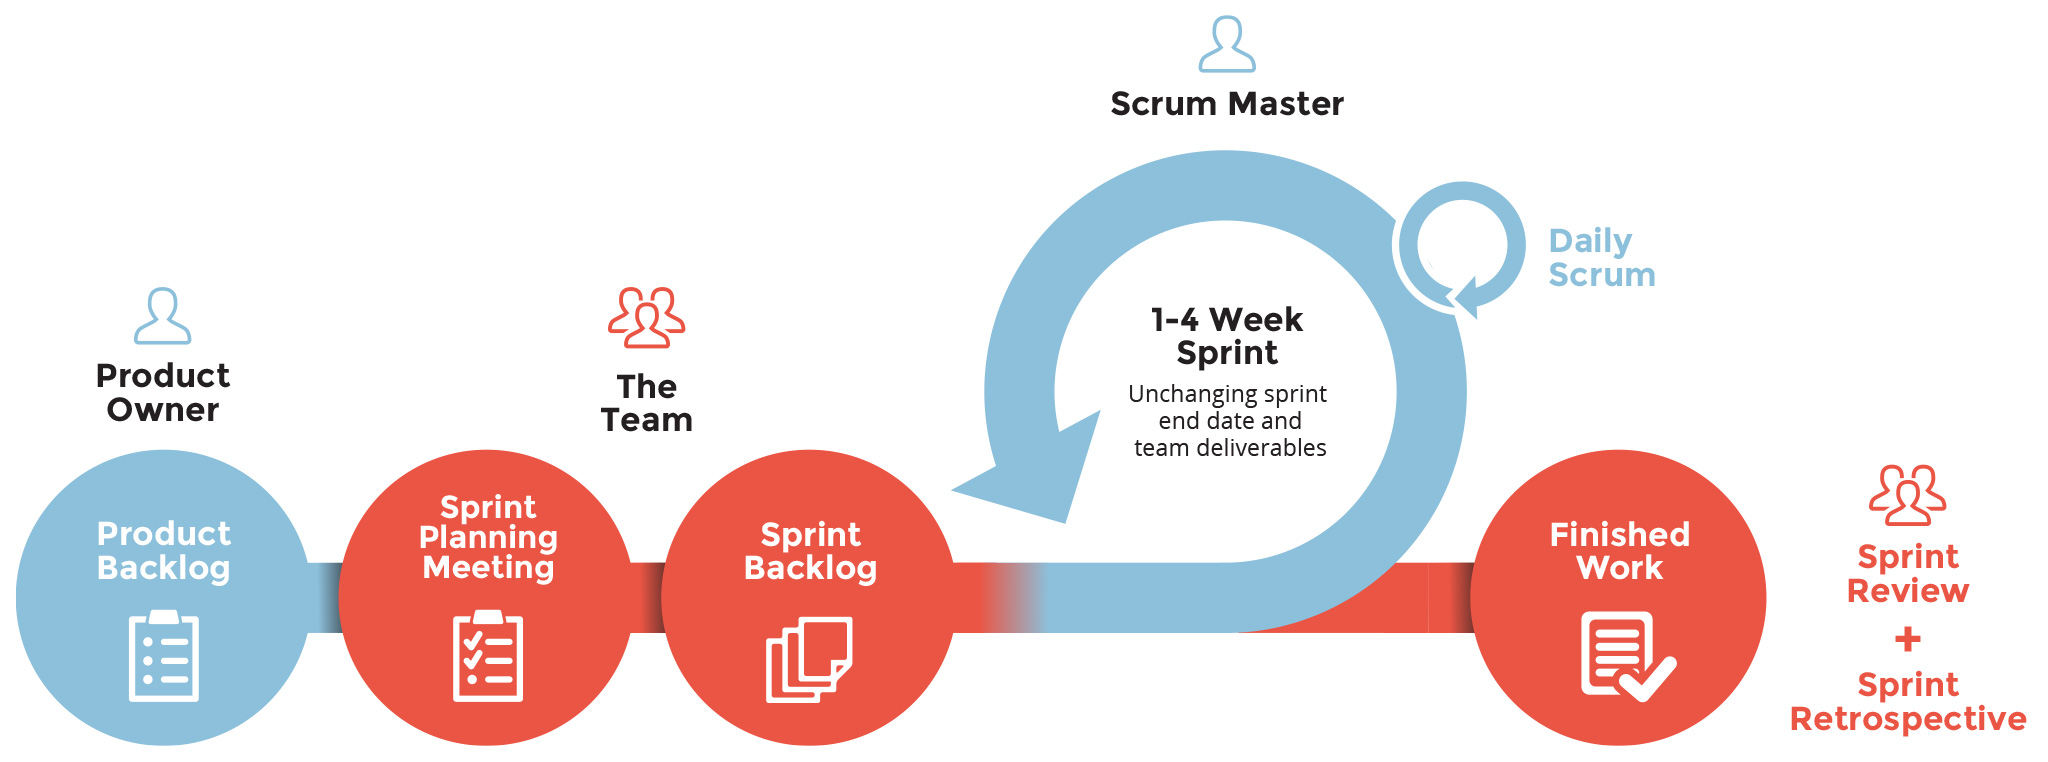 Scrum Master
Daily
Scrum
1-4 Week
Sprint
Unchanging sprint
end date and
team deliverables
Product
Owner
The
Team
Product
Backlog
Sprint
Planning
Meeting
Sprint
Backlog
Finished
Work
Sprint
Review
+
Sprint
Retrospective